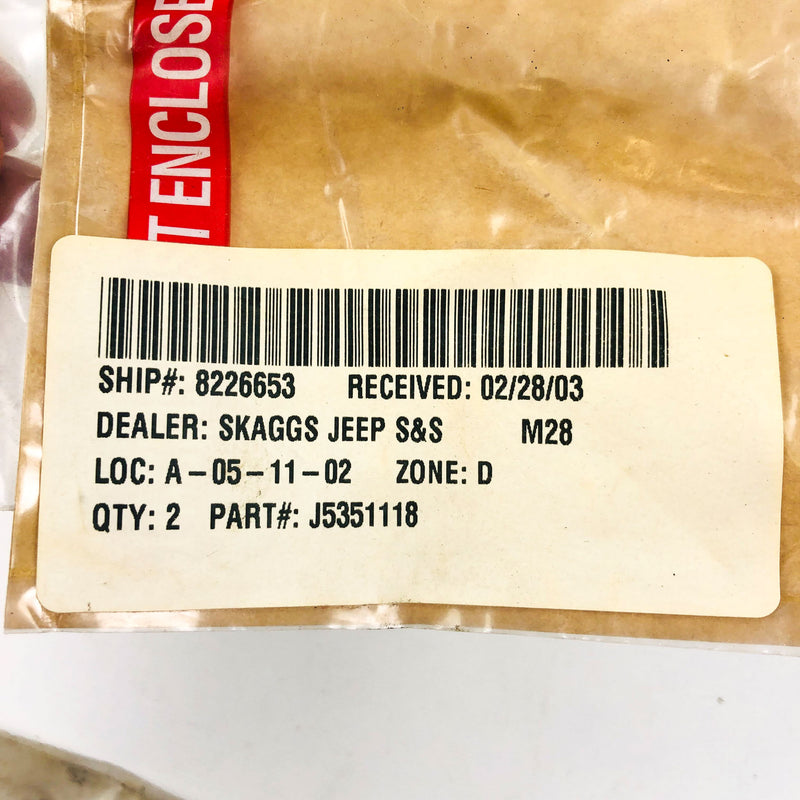 T ENCLOSE
SHIP#: 8226653 RECEIVED: 02/28/03
DEALER: SKAGGS JEEP S&S M28
LOC: A-05-11-02 ZONE: D
QTY: 2 PART#: J5351118